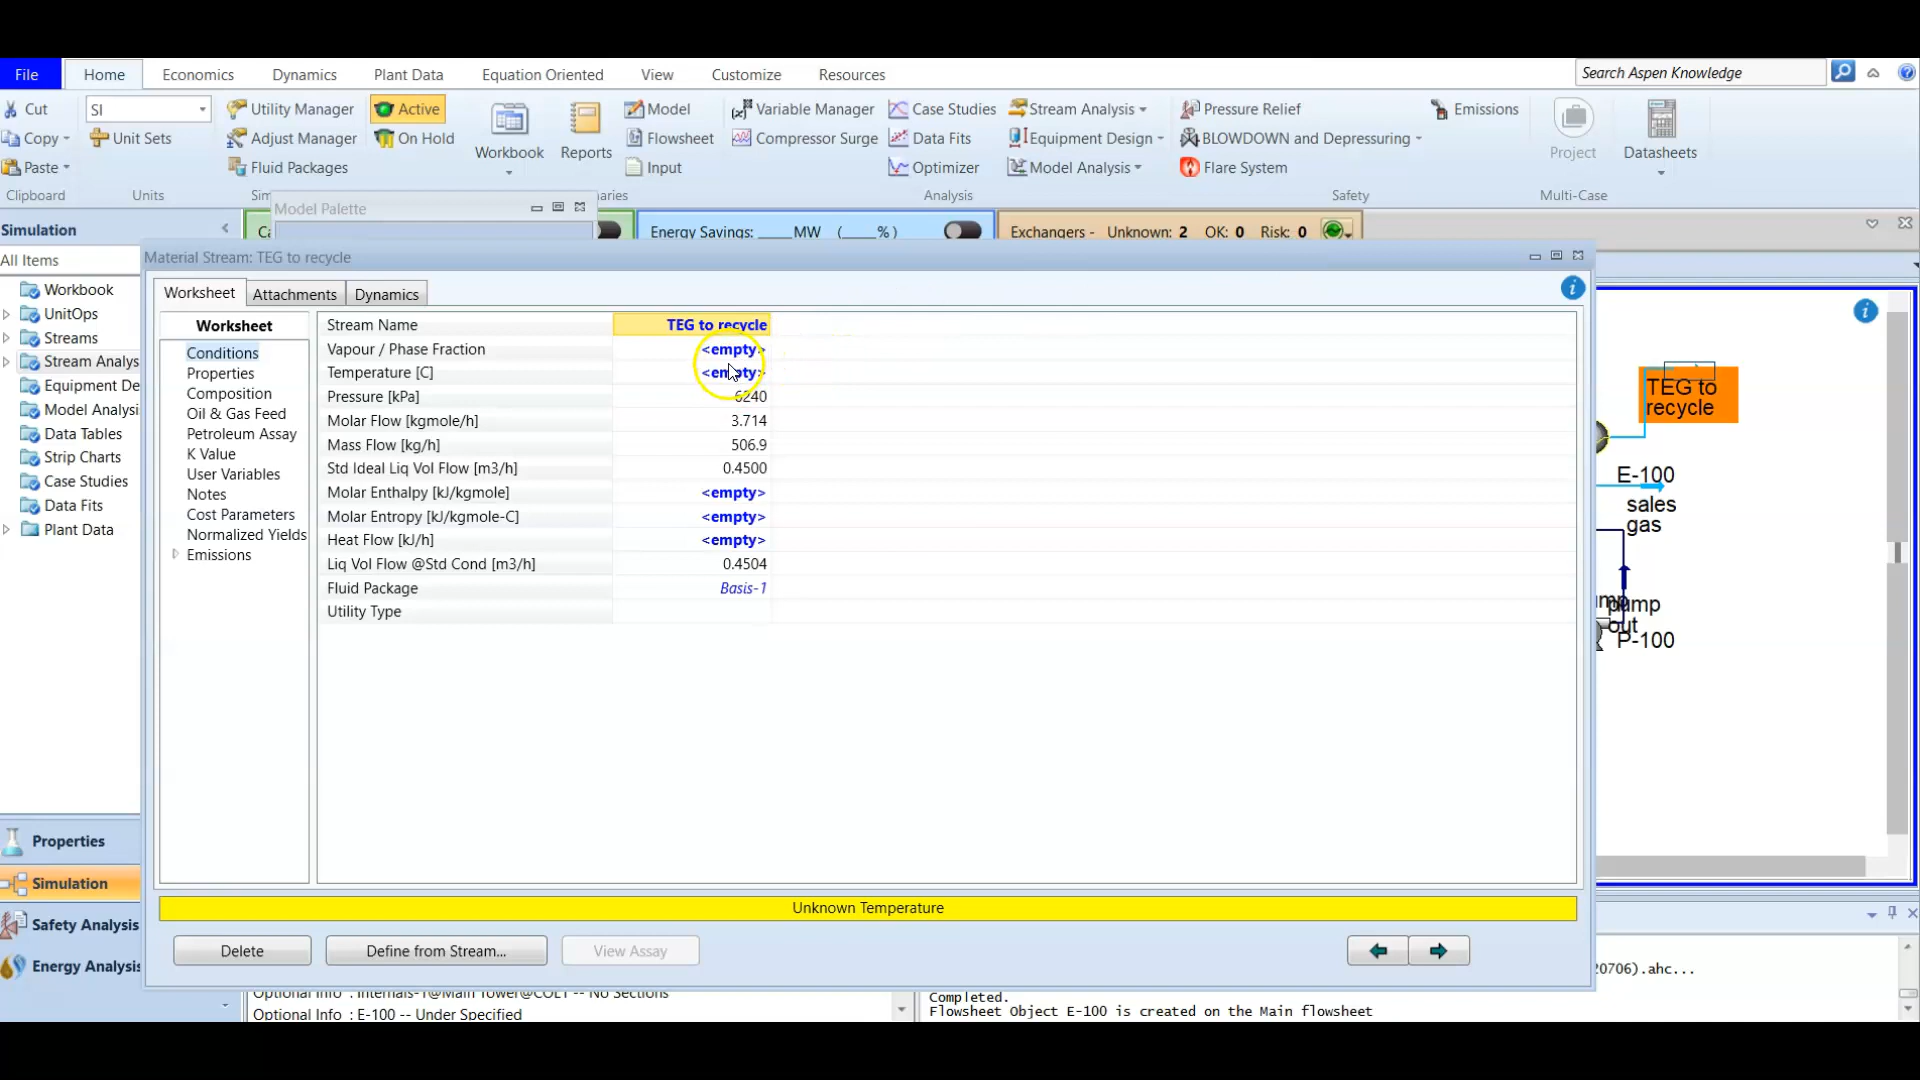 File Home Economics Dynamics Plant Data Equation Oriented View Customize Resources Search Aspen Knowledge
Cut SI Utility Manager Active Model Variable Manager Case Studies Stream Analysis Pressure Relief Emissions
Copy Unit Sets Adjust Manager On Hold Workbook Reports Flowsheet Compressor Surge Data Fits Equipment Design BLOWDOWN and Depressuring Project Datasheets
Paste Fluid Packages Input Optimizer Model Analysis Flare System
Clipboard Units Analysis Safety Multi-Case
Model Palette
Simulation Energy Savings: ____MW (____%) Exchangers - Unknown: 2 OK: 0 Risk: 0
All Items
Workbook
UnitOps
Streams
Stream Analys
Equipment De
Model Analysi
Data Tables
Strip Charts
Case Studies
Data Fits
Plant Data
Properties
Simulation
Safety Analysis
Energy Analysis
Material Stream: TEG to recycle
Worksheet Attachments Dynamics
Worksheet
Conditions
Properties
Composition
Oil & Gas Feed
Petroleum Assay
K Value
User Variables
Notes
Cost Parameters
Normalized Yields
Emissions
Stream Name TEG to recycle
Vapour / Phase Fraction <empty>
Temperature [C] <empty>
Pressure [kPa] 6240
Molar Flow [kgmole/h] 3.714
Mass Flow [kg/h] 506.9
Std Ideal Liq Vol Flow [m3/h] 0.4500
Molar Enthalpy [kJ/kgmole] <empty>
Molar Entropy [kJ/kgmole-C] <empty>
Heat Flow [kJ/h] <empty>
Liq Vol Flow @Std Cond [m3/h] 0.4504
Fluid Package Basis-1
Utility Type
Unknown Temperature
Delete Define from Stream... View Assay
TEG to
recycle
E-100
sales
gas
pump
out
P-100
20706).ahc...
Optional Info : E-100 -- Under Specified
Completed.
Flowsheet Object E-100 is created on the Main flowsheet